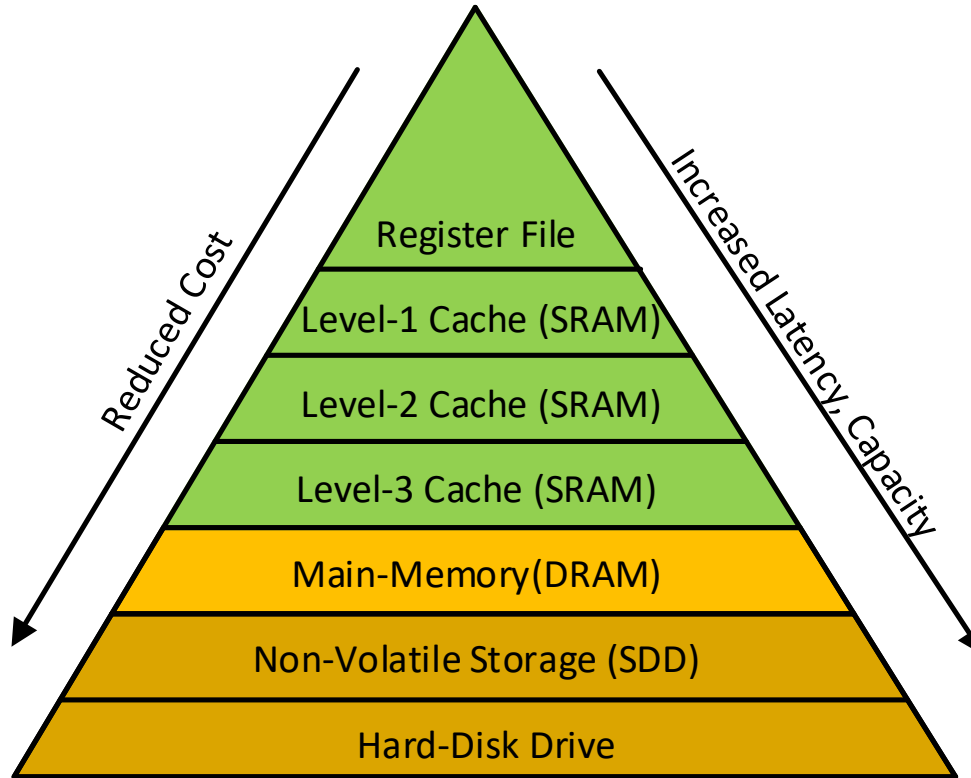 Register File
Level-1 Cache (SRAM)
Level-2 Cache (SRAM)
Level-3 Cache (SRAM)
Main-Memory(DRAM)
Non-Volatile Storage (SDD)
Hard-Disk Drive
Reduced Cost
Increased Latency, Capacity